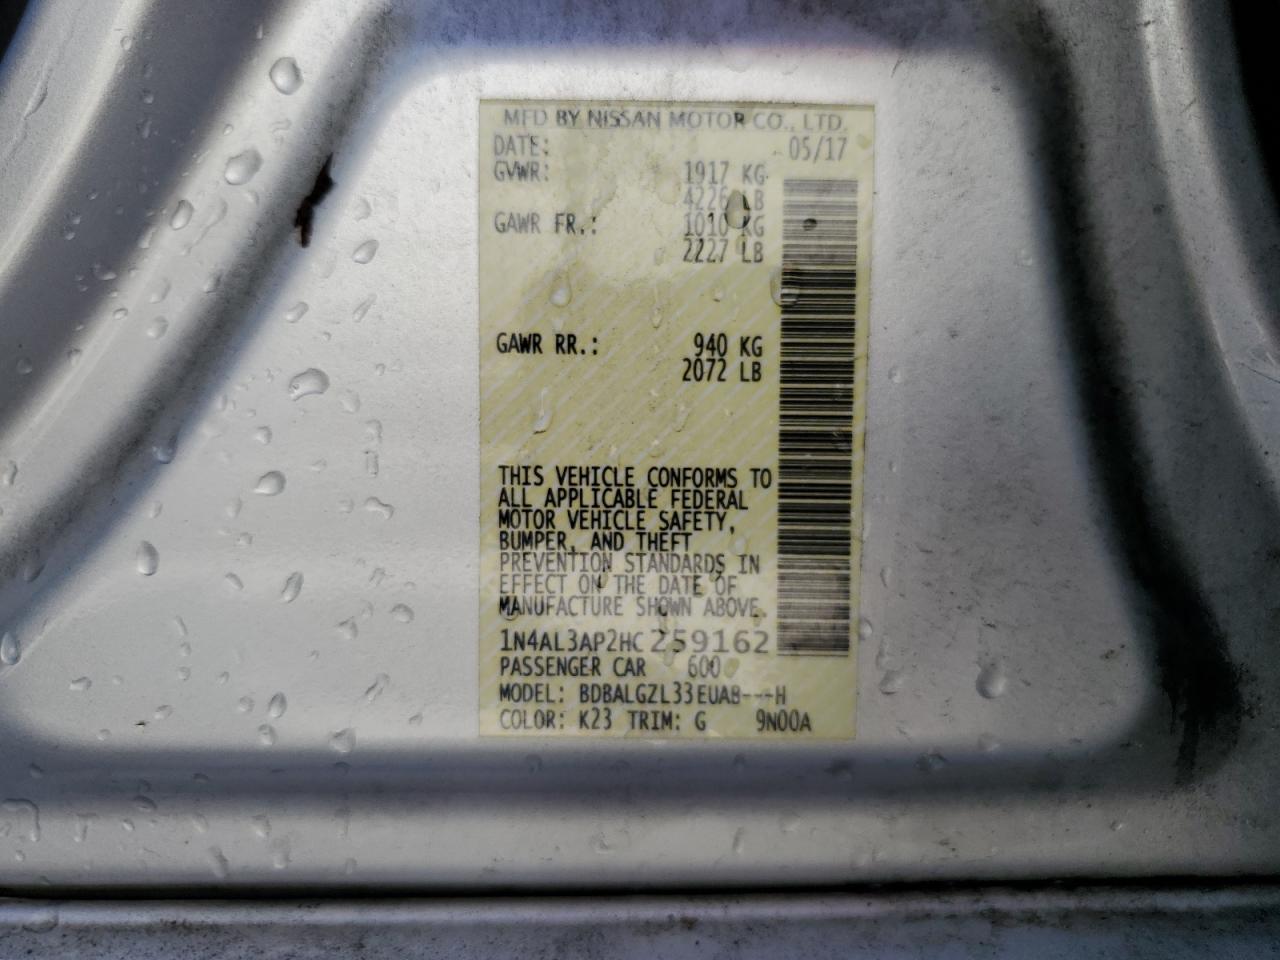 MFD BY NISSAN MOTOR CO., LTD.
DATE: 05/17
GVWR: 1917 KG
4226 LB
GAWR FR.: 1010 KG
2227 LB
GAWR RR.: 940 KG
2072 LB
THIS VEHICLE CONFORMS TO
ALL APPLICABLE FEDERAL
MOTOR VEHICLE SAFETY,
BUMPER, AND THEFT
PREVENTION STANDARDS IN
EFFECT ON THE DATE OF
MANUFACTURE SHOWN ABOVE.
1N4AL3AP2HC259162
PASSENGER CAR 600
MODEL: BDBALGZL33EUAB---H
COLOR: K23 TRIM: G 9N00A